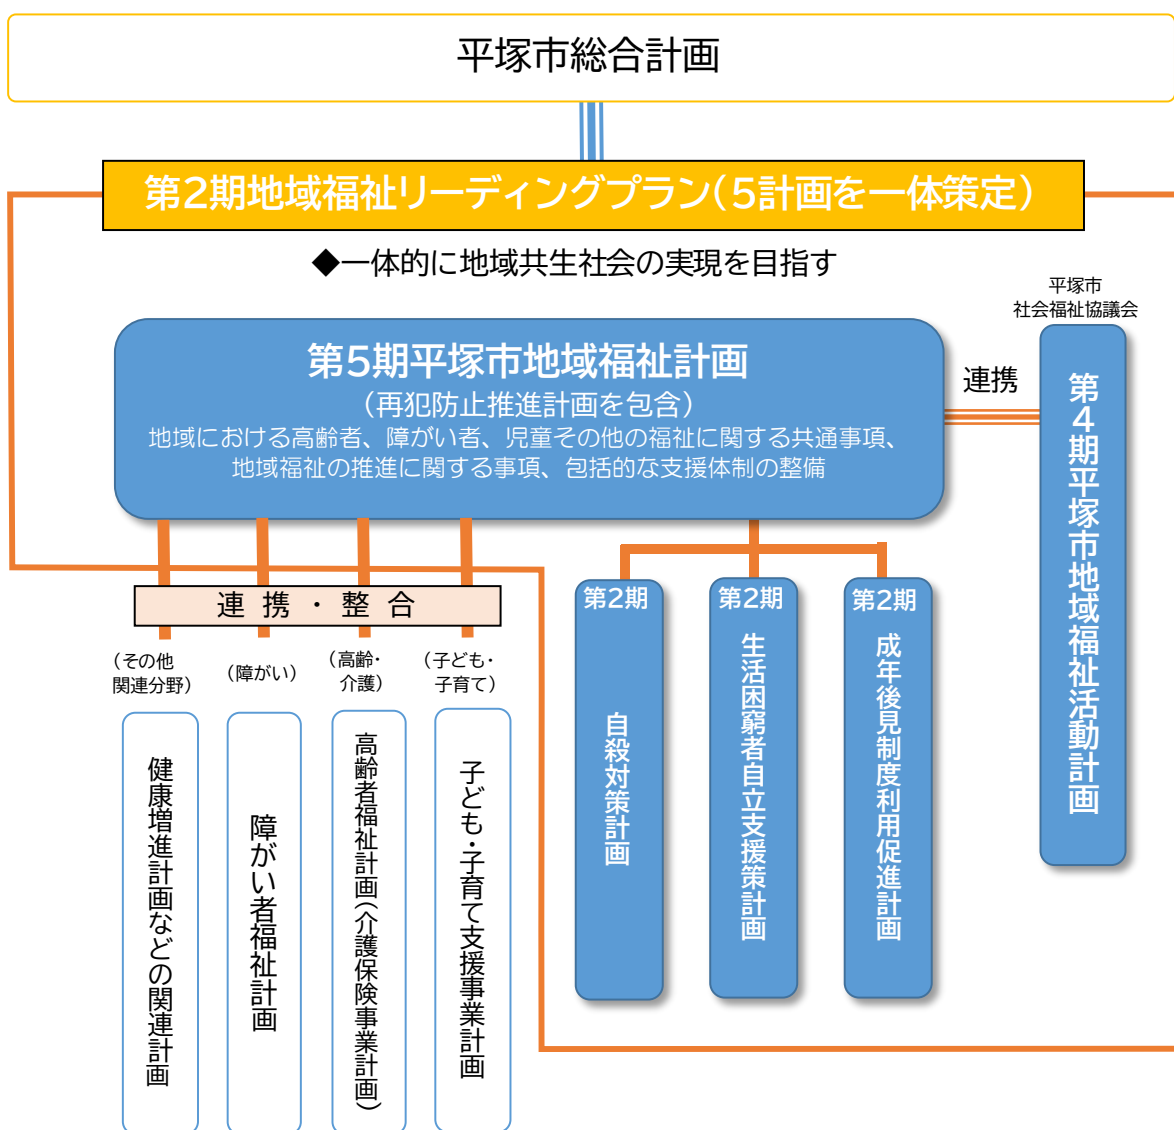 平塚市総合計画
第2期地域福祉リーディングプラン(5計画を一体策定)
◆一体的に地域共生社会の実現を目指す
平塚市
社会福祉協議会
第5期平塚市地域福祉計画
(再犯防止推進計画を包含)
地域における高齢者、障がい者、児童その他の福祉に関する共通事項、
地域福祉の推進に関する事項、包括的な支援体制の整備
連携
第4期平塚市地域福祉活動計画
連携・整合
(その他
関連分野)
(障がい)
(高齢・
介護)
(子ども・
子育て)
健康増進計画などの関連計画
障がい者福祉計画
高齢者福祉計画(介護保険事業計画)
子ども・子育て支援事業計画
第2期
自殺対策計画
第2期
生活困窮者自立支援策計画
第2期
成年後見制度利用促進計画